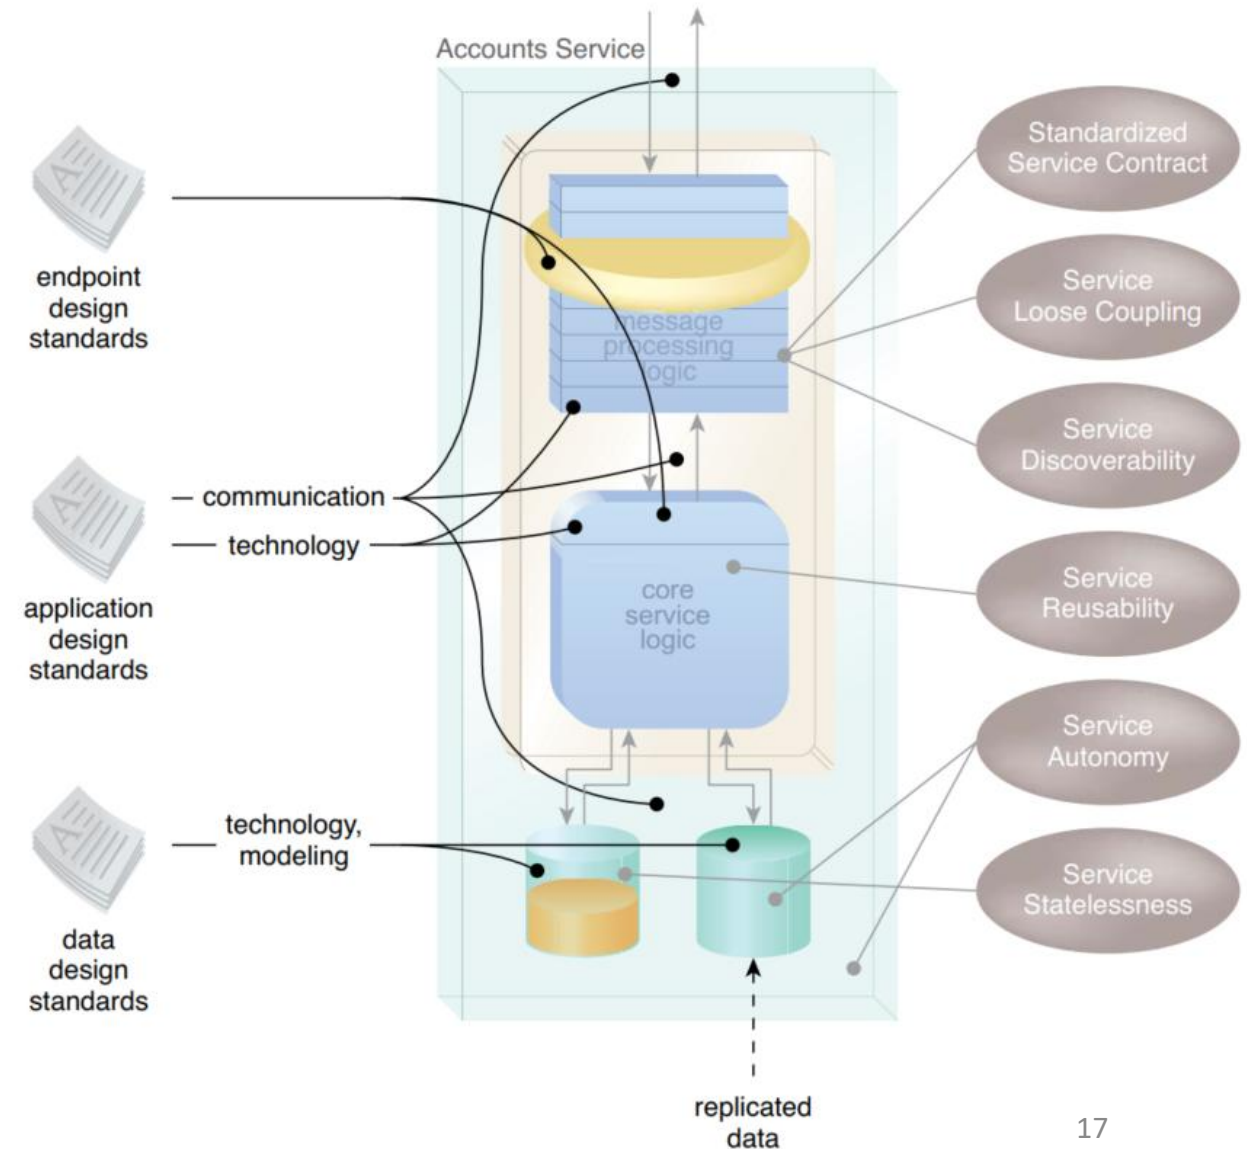 Accounts Service
endpoint
design
standards
communication
technology
application
design
standards
technology,
modeling
data
design
standards
message
processing
logic
core
service
logic
Standardized
Service Contract
Service
Loose Coupling
Service
Discoverability
Service
Reusability
Service
Autonomy
Service
Statelessness
replicated
data
17